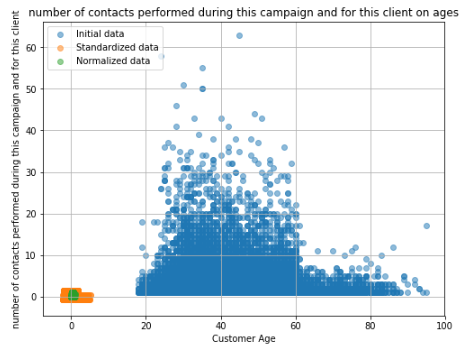 number of contacts performed during this campaign and for this client on ages
Initial data
Standardized data
Normalized data
number of contacts performed during this campaign and for this client
60
50
40
30
20
10
0
0
20
40
60
80
100
Customer Age